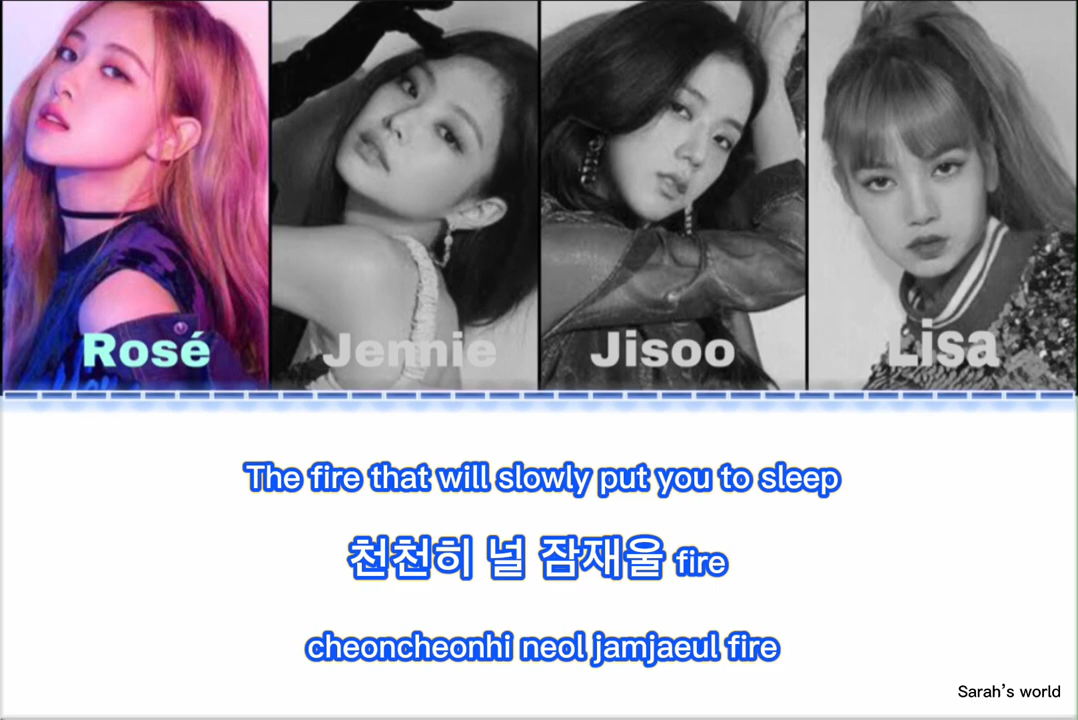 Rosé Jennie Jisoo Lisa
The fire that will slowly put you to sleep
천천히 널 잠재울 fire
cheoncheonhi neol jamjaeul fire
Sarah's world